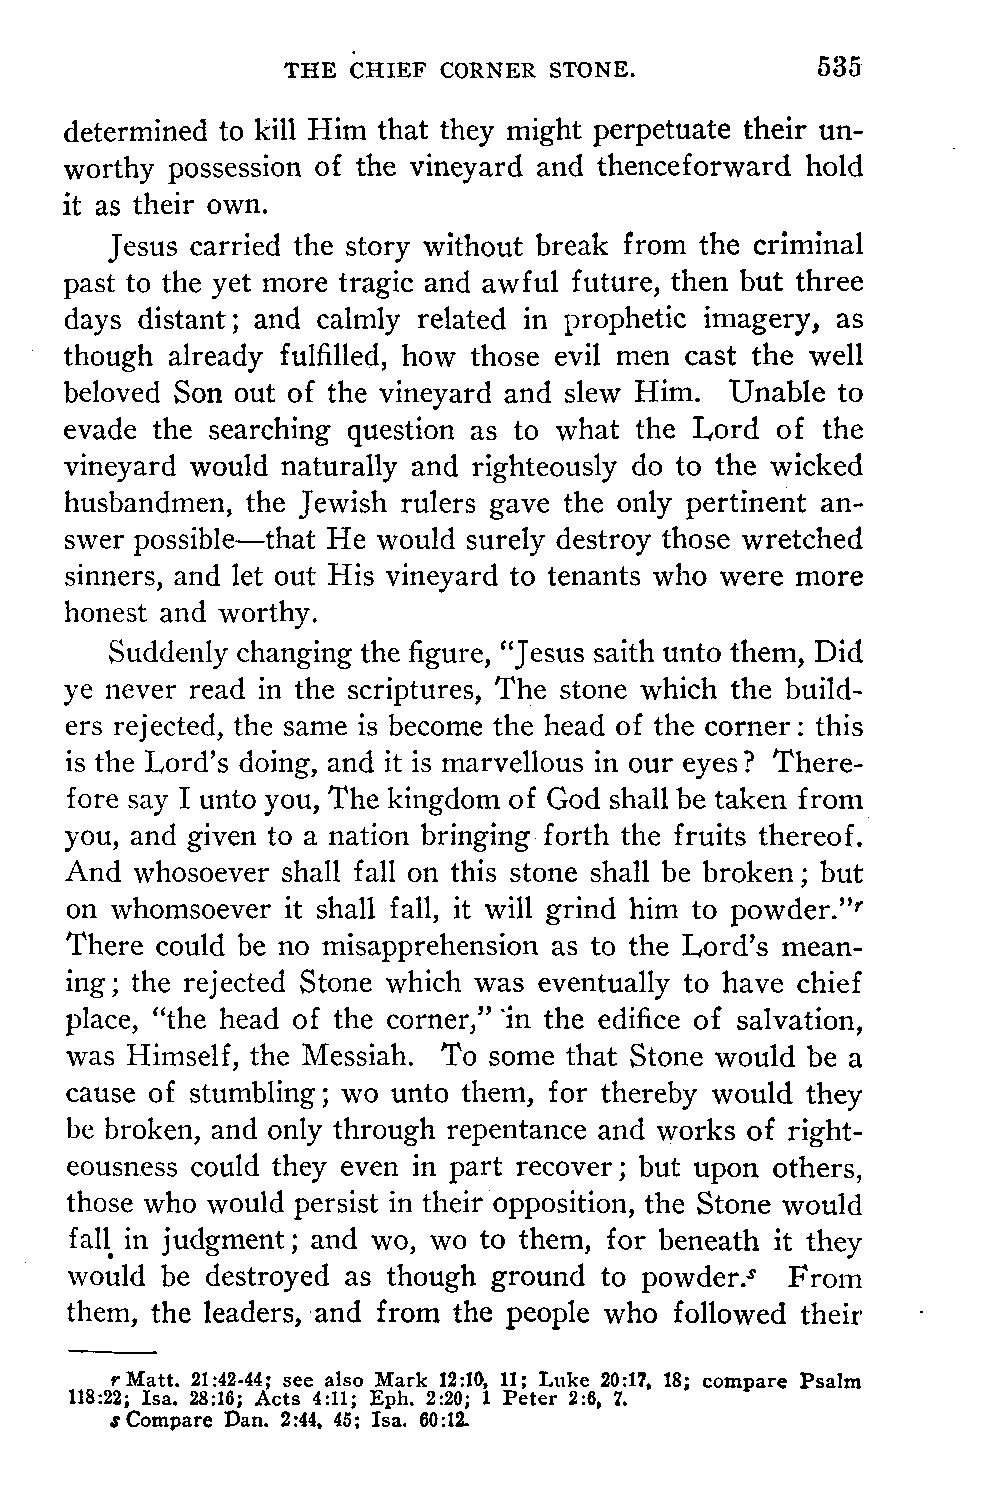 THE CHIEF CORNER STONE. 535
determined to kill Him that they might perpetuate their un-
worthy possession of the vineyard and thenceforward hold
it as their own.
Jesus carried the story without break from the criminal
past to the yet more tragic and awful future, then but three
days distant; and calmly related in prophetic imagery, as
though already fulfilled, how those evil men cast the well
beloved Son out of the vineyard and slew Him. Unable to
evade the searching question as to what the Lord of the
vineyard would naturally and righteously do to the wicked
husbandmen, the Jewish rulers gave the only pertinent an-
swer possible—that He would surely destroy those wretched
sinners, and let out His vineyard to tenants who were more
honest and worthy.
Suddenly changing the figure, "Jesus saith unto them, Did
ye never read in the scriptures, The stone which the build-
ers rejected, the same is become the head of the corner: this
is the Lord's doing, and it is marvellous in our eyes? There-
fore say I unto you, The kingdom of God shall be taken from
you, and given to a nation bringing forth the fruits thereof.
And whosoever shall fall on this stone shall be broken; but
on whomsoever it shall fall, it will grind him to powder."r
There could be no misapprehension as to the Lord's mean-
ing; the rejected Stone which was eventually to have chief
place, "the head of the corner," in the edifice of salvation,
was Himself, the Messiah. To some that Stone would be a
cause of stumbling; wo unto them, for thereby would they
be broken, and only through repentance and works of right-
eousness could they even in part recover; but upon others,
those who would persist in their opposition, the Stone would
fall in judgment; and wo, wo to them, for beneath it they
would be destroyed as though ground to powder.s From
them, the leaders, and from the people who followed their
r Matt. 21:42-44; see also Mark 12:10, 11; Luke 20:17, 18; compare Psalm
118:22; Isa. 28:16; Acts 4:11; Eph. 2:20; 1 Peter 2:6, 7.
s Compare Dan. 2:44, 45; Isa. 60:12.